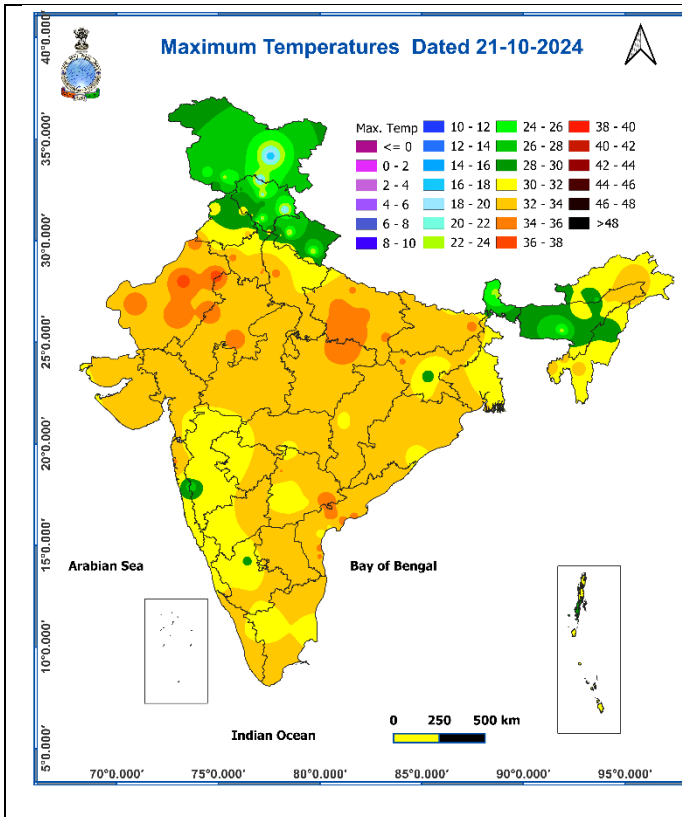 Maximum Temperatures Dated 21-10-2024
Max. Temp
<= 0
0 - 2
2 - 4
4 - 6
6 - 8
8 - 10
10 - 12
12 - 14
14 - 16
16 - 18
18 - 20
20 - 22
22 - 24
24 - 26
26 - 28
28 - 30
30 - 32
32 - 34
34 - 36
36 - 38
38 - 40
40 - 42
42 - 44
44 - 46
46 - 48
>48
40°0.000'
35°0.000'
30°0.000'
25°0.000'
20°0.000'
15°0.000'
10°0.000'
5°0.000'
Arabian Sea
Bay of Bengal
Indian Ocean
0 250 500 km
70°0.000' 75°0.000' 80°0.000' 85°0.000' 90°0.000' 95°0.000'